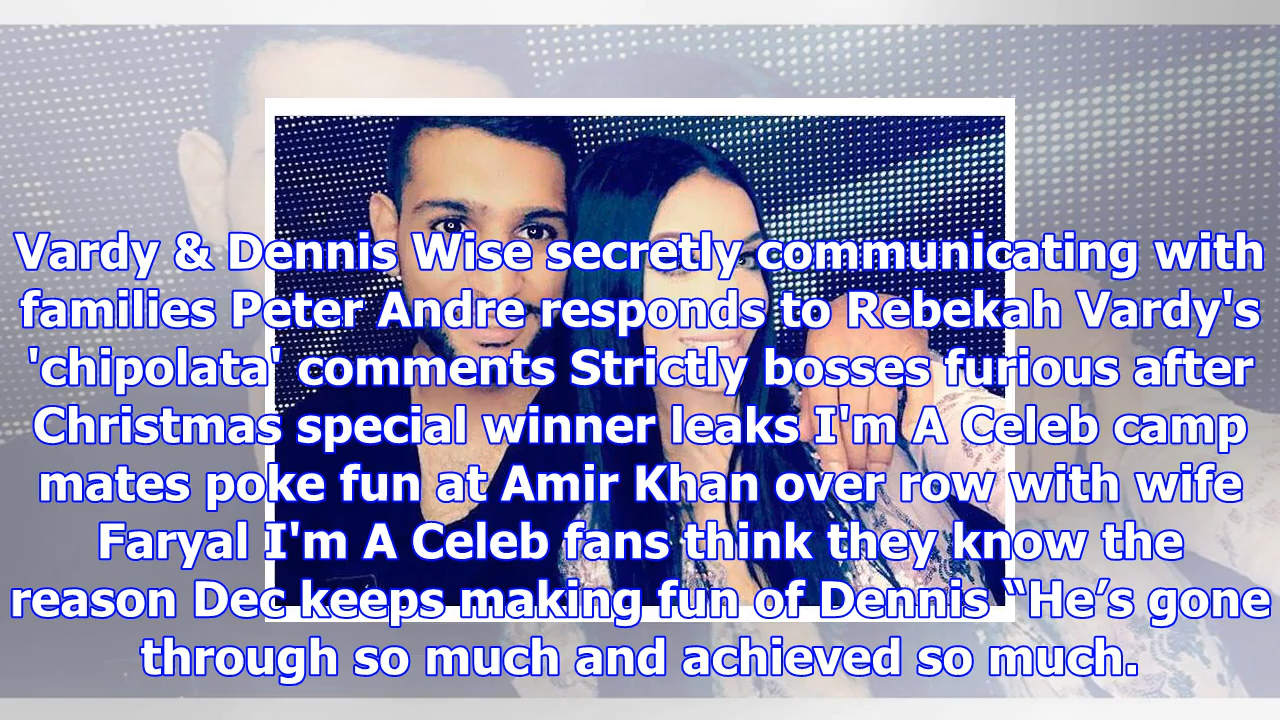 Vardy & Dennis Wise secretly communicating with
families Peter Andre responds to Rebekah Vardy's
'chipolata' comments Strictly bosses furious after
Christmas special winner leaks I'm A Celeb camp
mates poke fun at Amir Khan over row with wife
Faryal I'm A Celeb fans think they know the
reason Dec keeps making fun of Dennis “He’s gone
through so much and achieved so much.